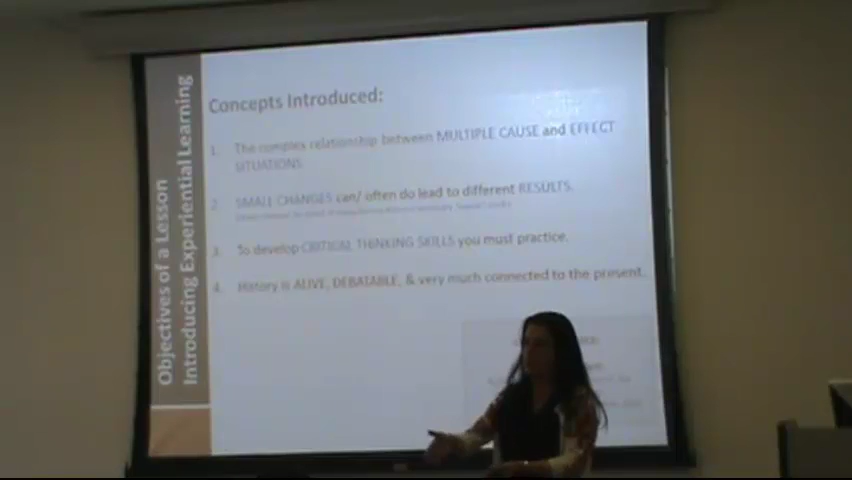 Objectives of a Lesson
Introducing Experiential Learning
Concepts Introduced:
1. The complex relationship between MULTIPLE CAUSE and EFFECT
SITUATIONS
2. SMALL CHANGES can/ often do lead to different RESULTS.
3. To develop CRITICAL THINKING SKILLS you must practice.
4. History is ALIVE, DEBATABLE, & very much connected to the present.